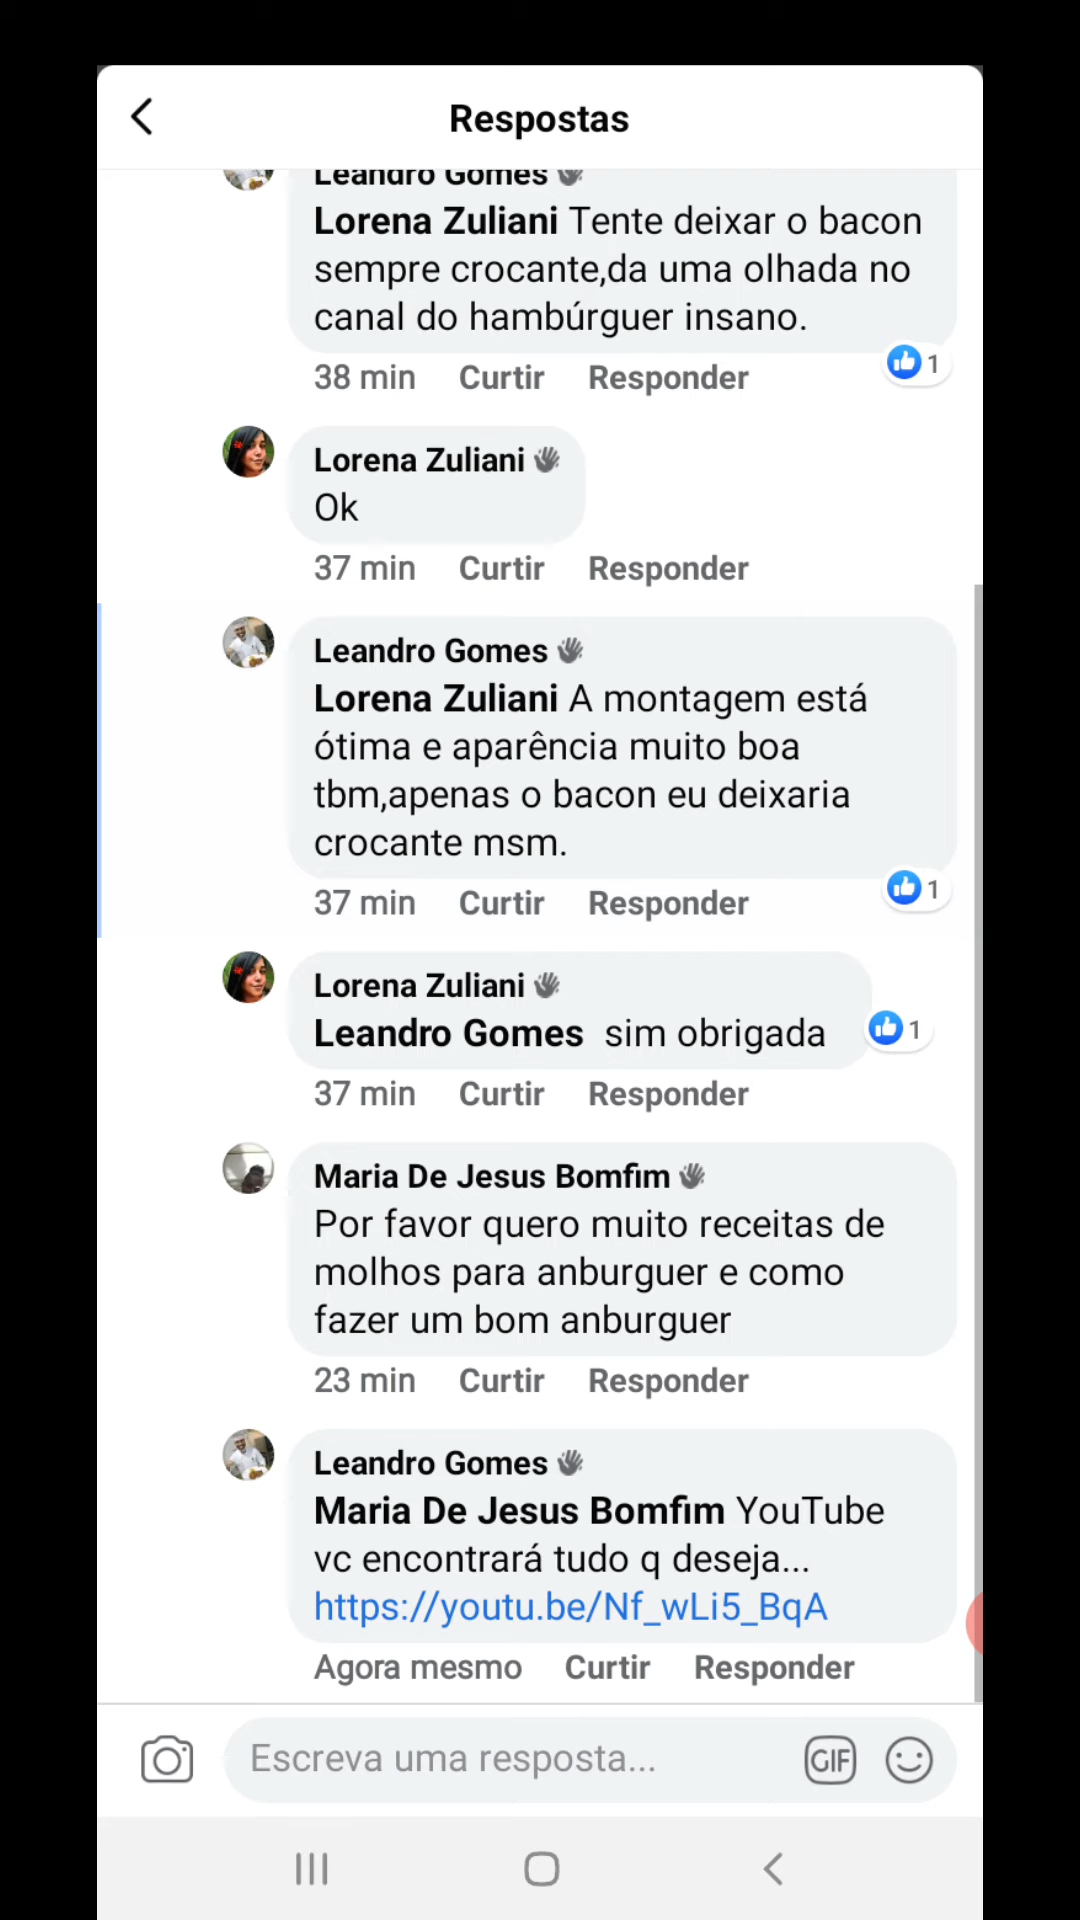 Respostas
Leandro Gomes
Lorena Zuliani Tente deixar o bacon
sempre crocante,da uma olhada no
canal do hambúrguer insano.
38 min Curtir Responder 1
Lorena Zuliani
Ok
37 min Curtir Responder
Leandro Gomes
Lorena Zuliani A montagem está
ótima e aparência muito boa
tbm,apenas o bacon eu deixaria
crocante msm.
37 min Curtir Responder 1
Lorena Zuliani
Leandro Gomes sim obrigada 1
37 min Curtir Responder
Maria De Jesus Bomfim
Por favor quero muito receitas de
molhos para anburguer e como
fazer um bom anburguer
23 min Curtir Responder
Leandro Gomes
Maria De Jesus Bomfim YouTube
vc encontrará tudo q deseja...
https://youtu.be/Nf_wLi5_BqA
Agora mesmo Curtir Responder
Escreva uma resposta... GIF